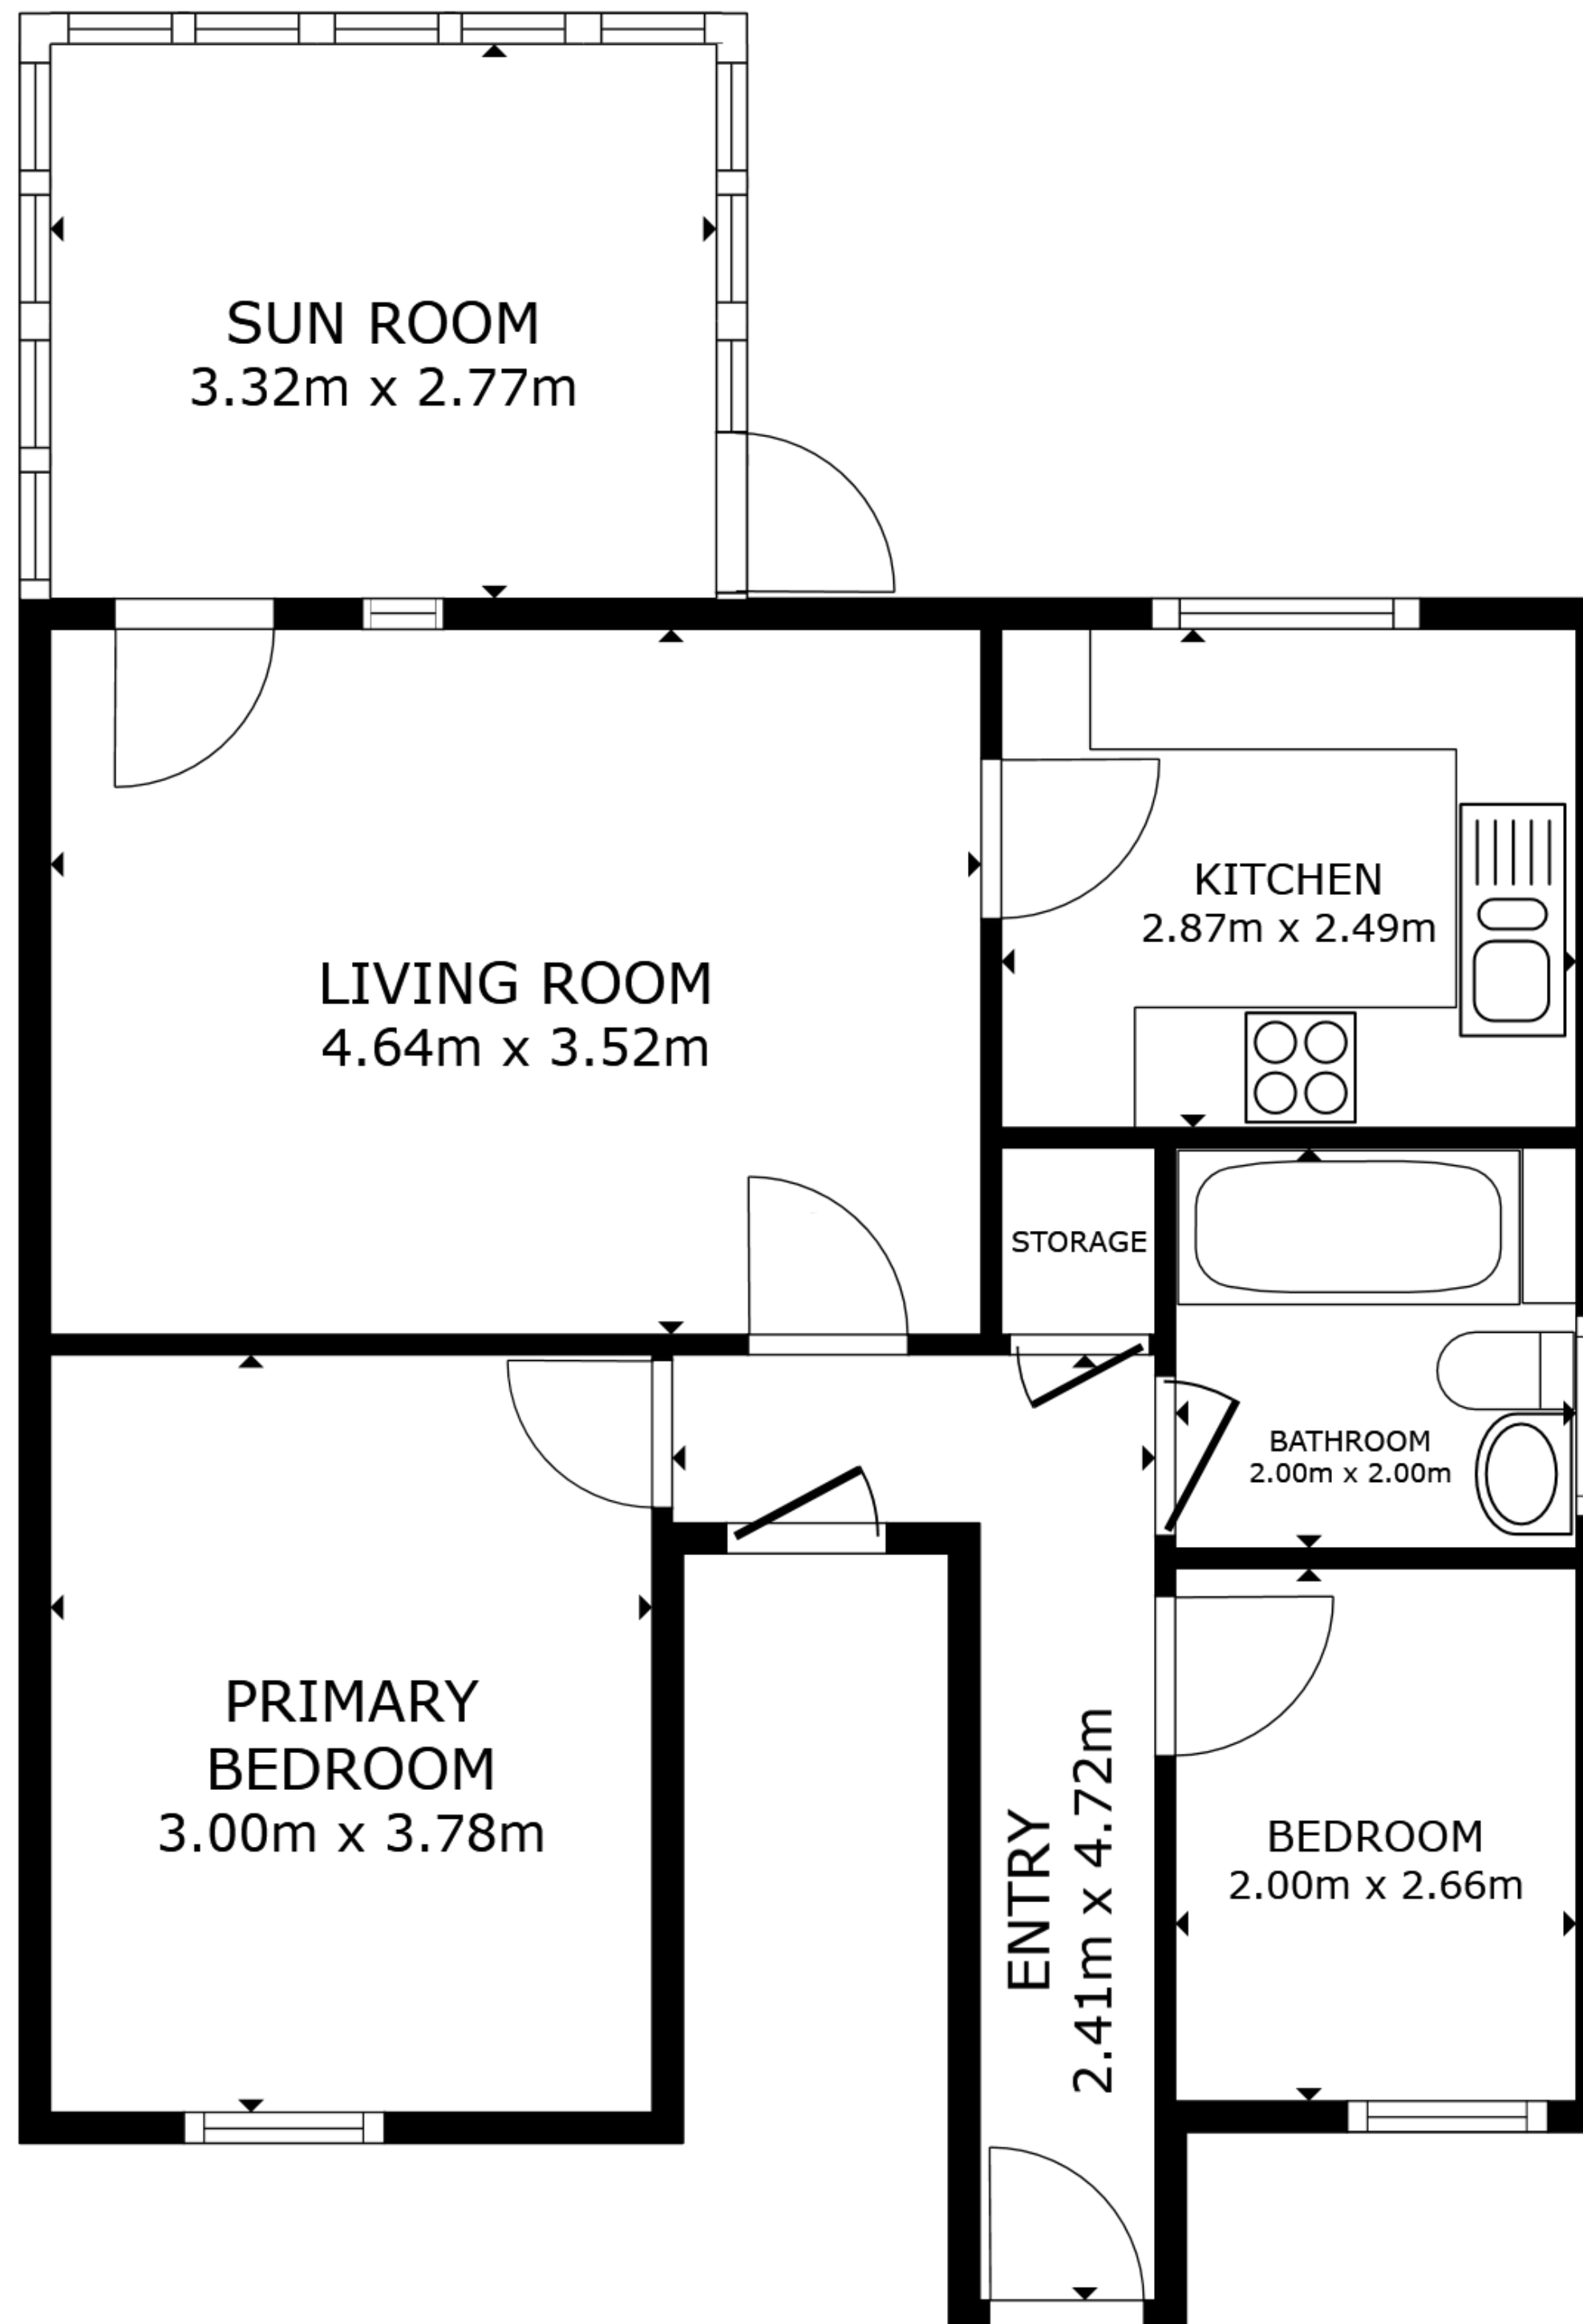 SUN ROOM
3.32m x 2.77m
LIVING ROOM
4.64m x 3.52m
KITCHEN
2.87m x 2.49m
STORAGE
BATHROOM
2.00m x 2.00m
PRIMARY
BEDROOM
3.00m x 3.78m
ENTRY
2.41m x 4.72m
BEDROOM
2.00m x 2.66m